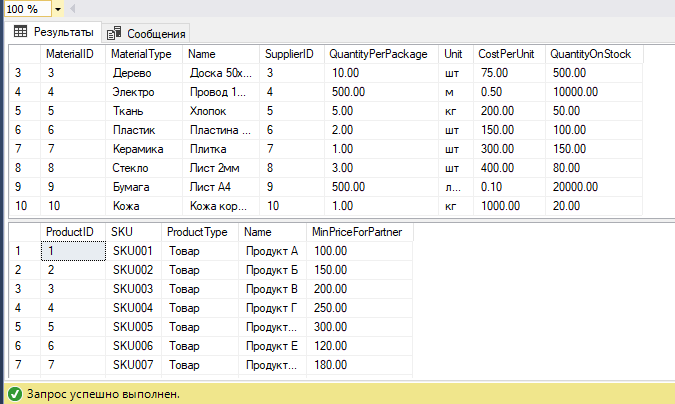 100 %
Результаты Сообщения
MaterialID MaterialType Name SupplierID QuantityPerPackage Unit CostPerUnit QuantityOnStock
3 3 Дерево Доска 50x... 3 10.00 шт 75.00 500.00
4 4 Электро Провод 1... 4 500.00 м 0.50 10000.00
5 5 Ткань Хлопок 5 5.00 кг 200.00 50.00
6 6 Пластик Пластина ... 6 2.00 шт 150.00 100.00
7 7 Керамика Плитка 7 1.00 шт 300.00 150.00
8 8 Стекло Лист 2мм 8 3.00 шт 400.00 80.00
9 9 Бумага Лист A4 9 500.00 л... 0.10 20000.00
10 10 Кожа Кожа кор... 10 1.00 кг 1000.00 20.00
ProductID SKU ProductType Name MinPriceForPartner
1 1 SKU001 Товар Продукт А 100.00
2 2 SKU002 Товар Продукт Б 150.00
3 3 SKU003 Товар Продукт В 200.00
4 4 SKU004 Товар Продукт Г 250.00
5 5 SKU005 Товар Продукт... 300.00
6 6 SKU006 Товар Продукт Е 120.00
7 7 SKU007 Товар Продукт... 180.00
Запрос успешно выполнен.